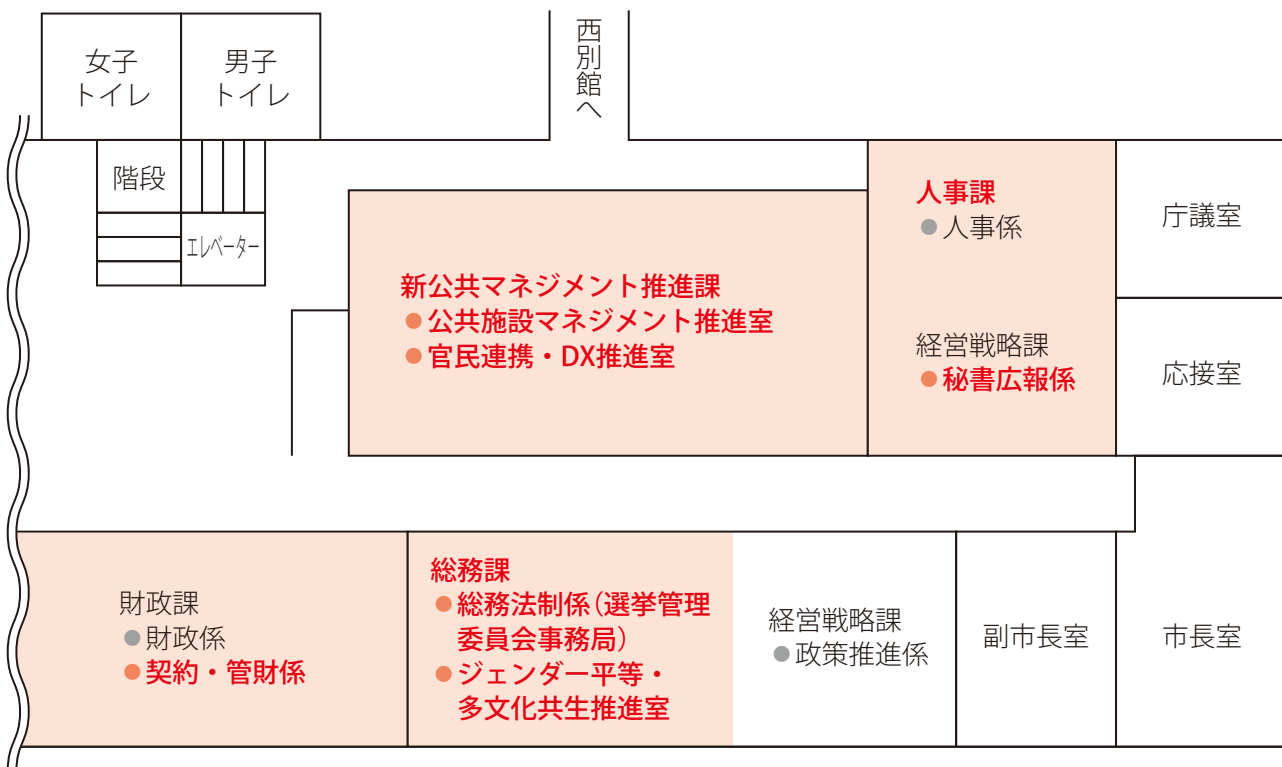 女子
トイレ
男子
トイレ
西別館へ
階段
エレベーター
新公共マネジメント推進課
●公共施設マネジメント推進室
●官民連携・DX推進室
人事課
●人事係
経営戦略課
●秘書広報係
庁議室
応接室
財政課
●財政係
●契約・管財係
総務課
●総務法制係(選挙管理
委員会事務局)
●ジェンダー平等・
多文化共生推進室
経営戦略課
●政策推進係
副市長室
市長室